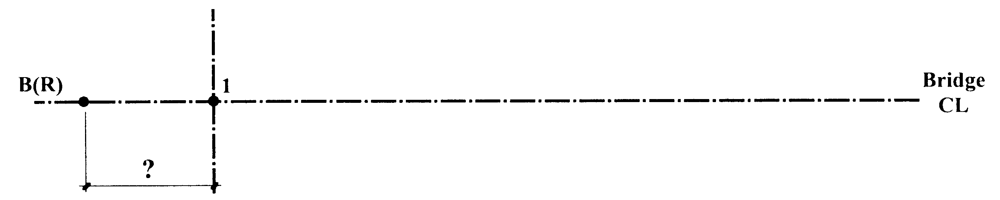 B(R)
1
Bridge
CL
?